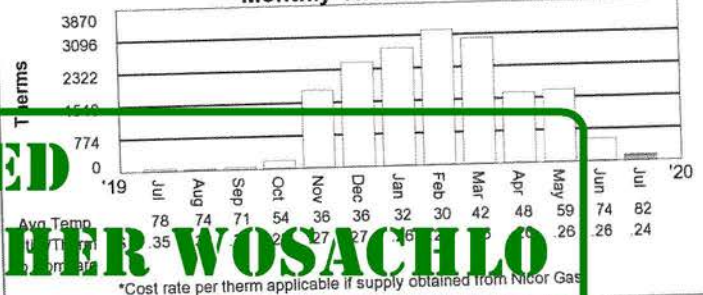 Monthly
3870
3096
2322
Therms
774
0
'19 Jul Aug Sep Oct Nov Dec Jan Feb Mar Apr May Jun Jul '20
Avg Temp 78 74 71 54 36 36 32 30 42 48 59 74 82
.35 .26 .26 .24
ED
HER WOSACHLO
*Cost rate per therm applicable if supply obtained from Nicor Gas